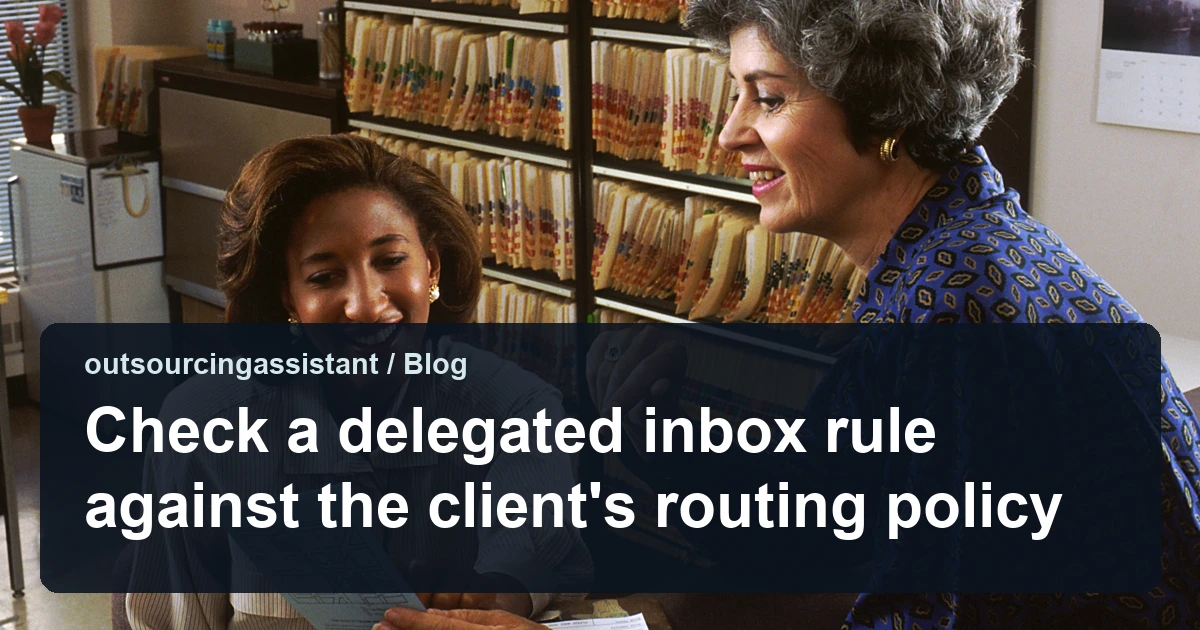 outsourcingassistant / Blog
Check a delegated inbox rule
against the client's routing policy